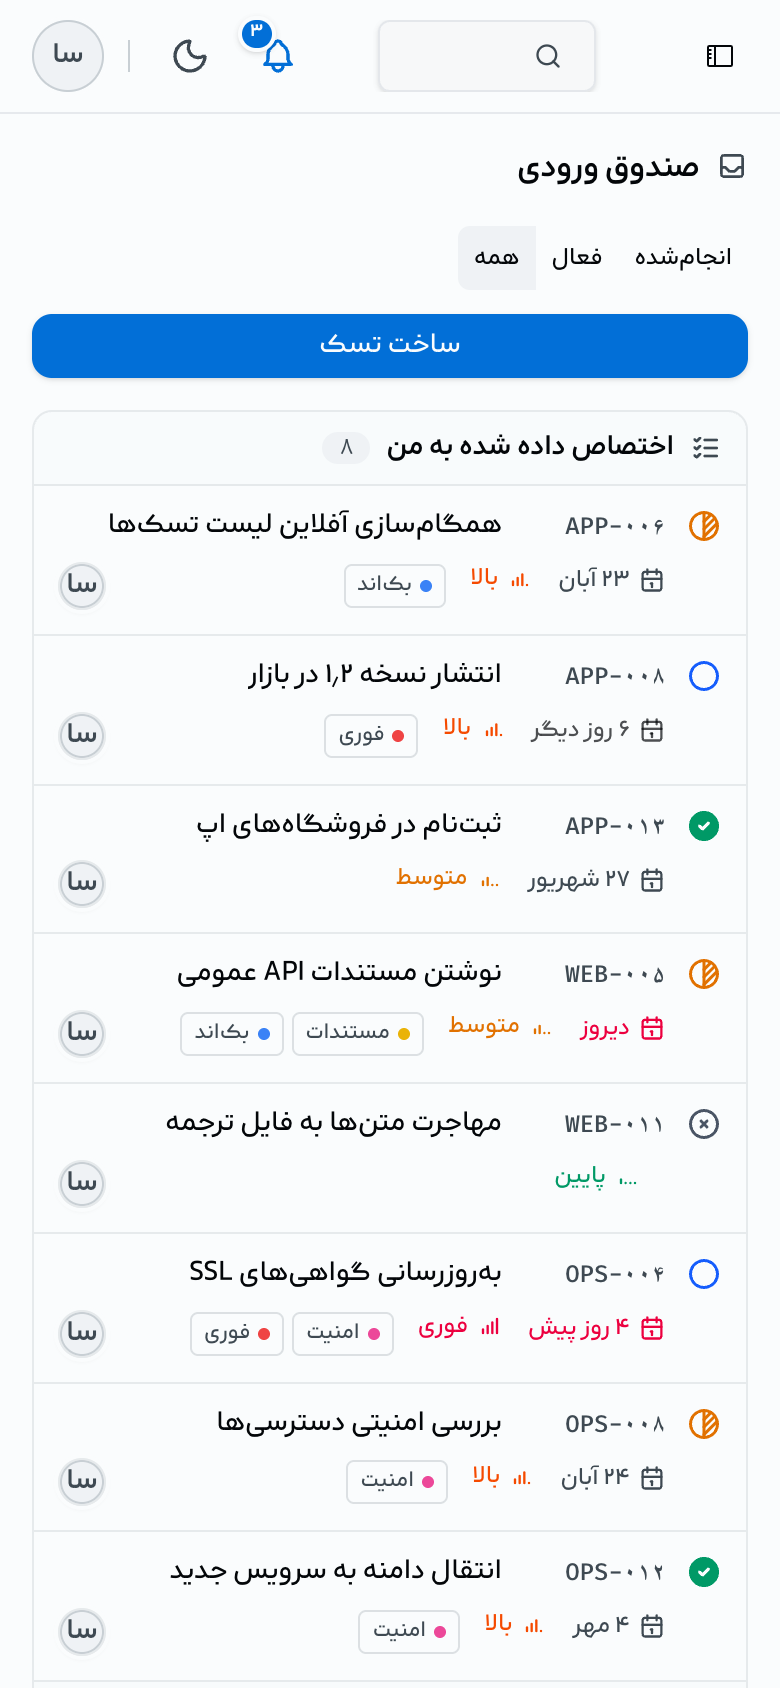 ۳
سا
صندوق ورودی
همه فعال انجام‌شده
ساخت تسک
اختصاص داده شده به من ۸
APP-۰۰۶ همگام‌سازی آفلاین لیست تسک‌ها
۲۳ آبان بالا بک‌اند سا
APP-۰۰۸ انتشار نسخه ۱٫۲ در بازار
۶ روز دیگر بالا فوری سا
APP-۰۱۳ ثبت‌نام در فروشگاه‌های اپ
۲۷ شهریور متوسط سا
WEB-۰۰۵ نوشتن مستندات API عمومی
دیروز متوسط مستندات بک‌اند سا
WEB-۰۱۱ مهاجرت متن‌ها به فایل ترجمه
پایین سا
OPS-۰۰۴ به‌روزرسانی گواهی‌های SSL
۴ روز پیش فوری امنیت فوری سا
OPS-۰۰۸ بررسی امنیتی دسترسی‌ها
۲۴ آبان بالا امنیت سا
OPS-۰۱۲ انتقال دامنه به سرویس جدید
۴ مهر بالا امنیت سا